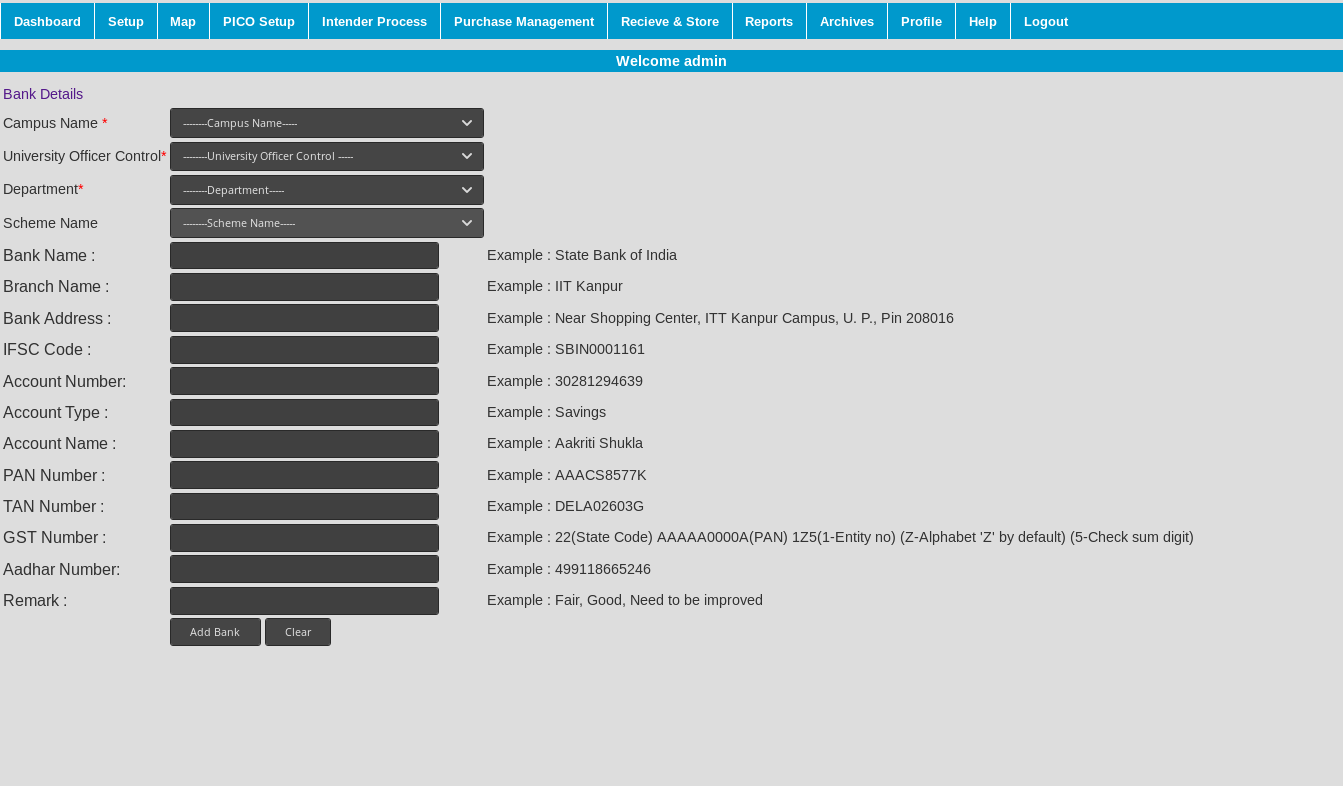 Dashboard Setup Map PICO Setup Intender Process Purchase Management Recieve & Store Reports Archives Profile Help Logout
Welcome admin
Bank Details
Campus Name * --------Campus Name-----
University Officer Control* --------University Officer Control -----
Department* --------Department-----
Scheme Name --------Scheme Name-----
Bank Name : Example : State Bank of India
Branch Name : Example : IIT Kanpur
Bank Address : Example : Near Shopping Center, ITT Kanpur Campus, U. P., Pin 208016
IFSC Code : Example : SBIN0001161
Account Number: Example : 30281294639
Account Type : Example : Savings
Account Name : Example : Aakriti Shukla
PAN Number : Example : AAACS8577K
TAN Number : Example : DELA02603G
GST Number : Example : 22(State Code) AAAAA0000A(PAN) 1Z5(1-Entity no) (Z-Alphabet 'Z' by default) (5-Check sum digit)
Aadhar Number: Example : 499118665246
Remark : Example : Fair, Good, Need to be improved
Add Bank Clear